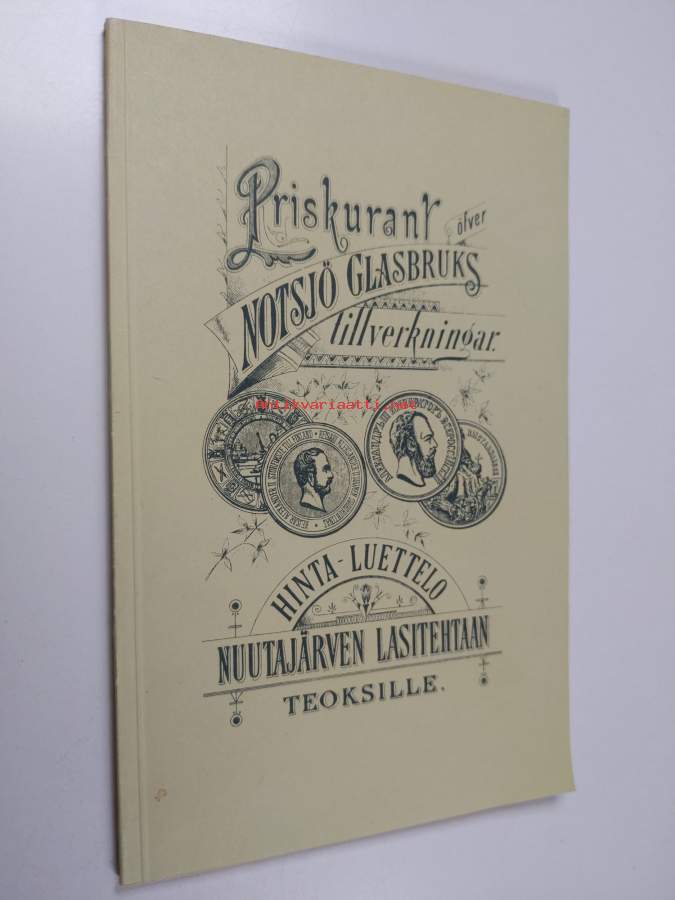 Priskurant öfver
NOTSJÖ GLASBRUKS
tillverkningar.
Antikvariaatti.net
HINTA-LUETTELO
NUUTAJÄRVEN LASITEHTAAN
TEOKSILLE.